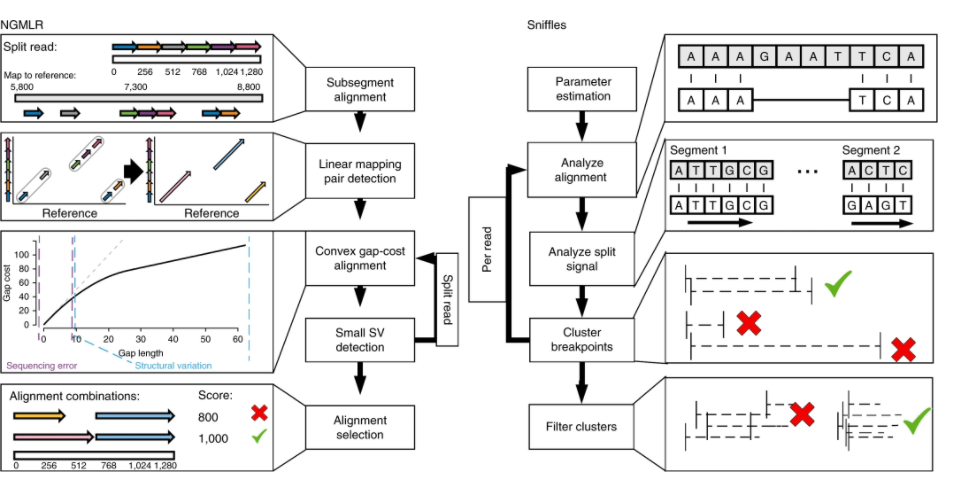 NGMLR
Split read:
0 256 512 768 1,024 1,280
Map to reference:
5,800 7,300 8,800
Subsegment
alignment
Linear mapping
pair detection
Reference Reference
Convex gap-cost
alignment
Gap cost
100
80
60
40
20
0
0 10 20 30 40 50 60
Gap length
Sequencing error Structural variation
Small SV
detection
Split read
Alignment combinations: Score:
800
1,000
0 256 512 768 1,024 1,280
Alignment
selection
Sniffles
Parameter
estimation
A A A G A A T T C A
A A A T C A
Analyze
alignment
Per read
Segment 1 Segment 2
A T T G C G ... A C T C
A T T G C G G A G T
Analyze split
signal
Cluster
breakpoints
Filter clusters